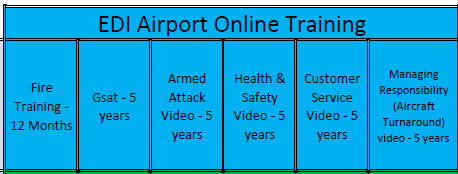 EDI Airport Online Training
Fire
Training -
12 Months
Gsat - 5
years
Armed
Attack
Video - 5
years
Health &
Safety
Video - 5
years
Customer
Service
Video - 5
years
Managing
Responsibility
(Aircraft
Turnaround)
video - 5 years